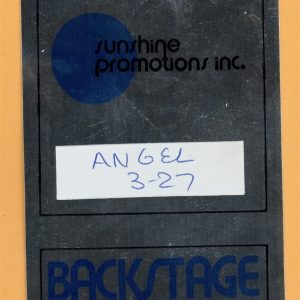 sunshine
promotions inc.
ANGEL
3-27
BACKSTAGE